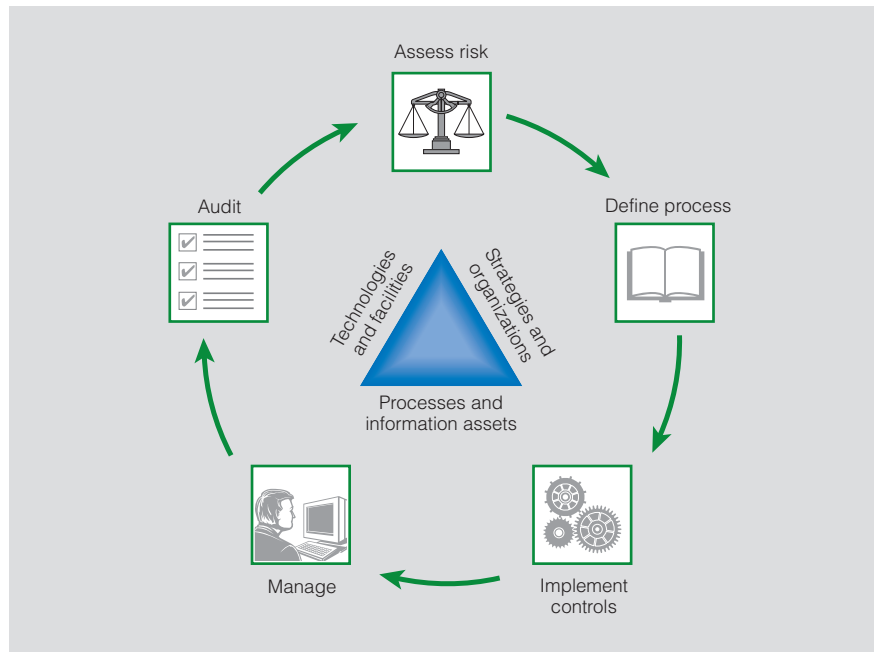 Assess risk
Audit
Define process
Technologies
and facilities
Strategies and
organizations
Processes and
information assets
Manage
Implement
controls